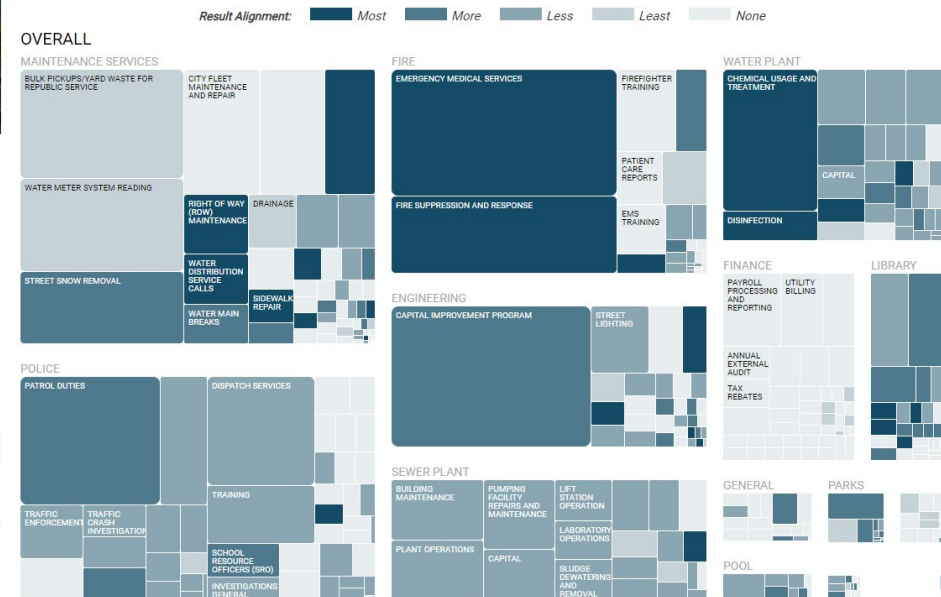 Result Alignment: Most More Less Least None
OVERALL
MAINTENANCE SERVICES
BULK PICKUPS/YARD WASTE FOR
REPUBLIC SERVICE
CITY FLEET
MAINTENANCE
AND REPAIR
WATER METER SYSTEM READING
RIGHT OF WAY
(ROW)
MAINTENANCE
DRAINAGE
WATER
DISTRIBUTION
SERVICE
CALLS
STREET SNOW REMOVAL
SIDEWALK
REPAIR
WATER MAIN
BREAKS
FIRE
EMERGENCY MEDICAL SERVICES
FIREFIGHTER
TRAINING
PATIENT
CARE
REPORTS
FIRE SUPPRESSION AND RESPONSE
EMS
TRAINING
WATER PLANT
CHEMICAL USAGE AND
TREATMENT
CAPITAL
DISINFECTION
ENGINEERING
CAPITAL IMPROVEMENT PROGRAM
STREET
LIGHTING
FINANCE
PAYROLL
PROCESSING
AND
REPORTING
UTILITY
BILLING
ANNUAL
EXTERNAL
AUDIT
TAX
REBATES
LIBRARY
POLICE
PATROL DUTIES
DISPATCH SERVICES
TRAINING
TRAFFIC
ENFORCEMENT
TRAFFIC
CRASH
INVESTIGATION
SCHOOL
RESOURCE
OFFICERS (SRO)
INVESTIGATIONS
GENERAL
SEWER PLANT
BUILDING
MAINTENANCE
PUMPING
FACILITY
REPAIRS AND
MAINTENANCE
LIFT
STATION
OPERATION
LABORATORY
OPERATIONS
PLANT OPERATIONS
CAPITAL
SLUDGE
DEWATERING
AND
REMOVAL
GENERAL
PARKS
POOL